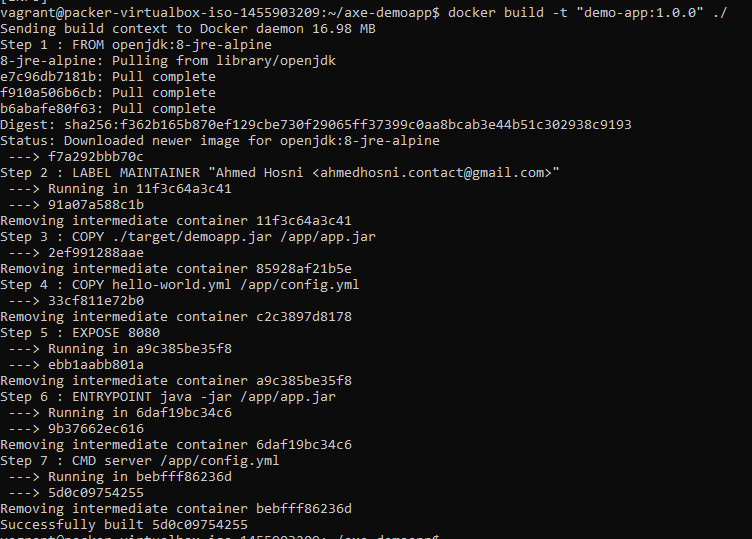 vagrant@packer-virtualbox-iso-1455903209:~/axe-demoapp$ docker build -t "demo-app:1.0.0" ./
Sending build context to Docker daemon 16.98 MB
Step 1 : FROM openjdk:8-jre-alpine
8-jre-alpine: Pulling from library/openjdk
e7c96db7181b: Pull complete
f910a506b6cb: Pull complete
b6abafe80f63: Pull complete
Digest: sha256:f362b165b870ef129cbe730f29065ff37399c0aa8bcab3e44b51c302938c9193
Status: Downloaded newer image for openjdk:8-jre-alpine
 ---> f7a292bbb70c
Step 2 : LABEL MAINTAINER "Ahmed Hosni <ahmedhosni.contact@gmail.com>"
 ---> Running in 11f3c64a3c41
 ---> 91a07a588c1b
Removing intermediate container 11f3c64a3c41
Step 3 : COPY ./target/demoapp.jar /app/app.jar
 ---> 2ef991288aae
Removing intermediate container 85928af21b5e
Step 4 : COPY hello-world.yml /app/config.yml
 ---> 33cf811e72b0
Removing intermediate container c2c3897d8178
Step 5 : EXPOSE 8080
 ---> Running in a9c385be35f8
 ---> ebb1aabb801a
Removing intermediate container a9c385be35f8
Step 6 : ENTRYPOINT java -jar /app/app.jar
 ---> Running in 6daf19bc34c6
 ---> 9b37662ec616
Removing intermediate container 6daf19bc34c6
Step 7 : CMD server /app/config.yml
 ---> Running in bebfff86236d
 ---> 5d0c09754255
Removing intermediate container bebfff86236d
Successfully built 5d0c09754255